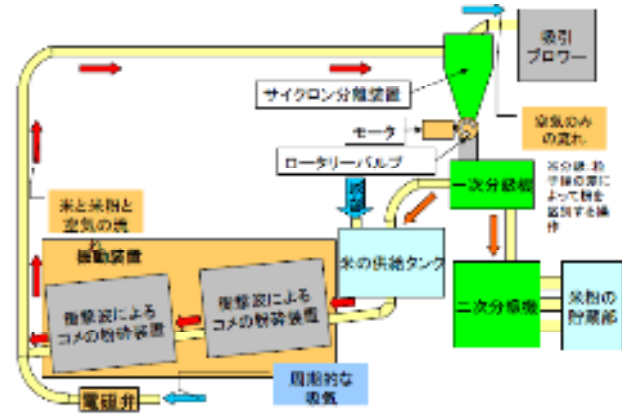 吸引
ブロワー
サイクロン分離装置
モータ
ロータリーバルブ
空気のみ
の流れ
一次分級機
※分級:粒
子径の差に
よって粉を
区別する操
作
米と米粉と
空気の流
れ
振動装置
米の供給タンク
衝撃波による
コメの粉砕装置
衝撃波による
コメの粉砕装置
二次分級機
米粉の
貯蔵部
周期的な
吸気
電磁弁